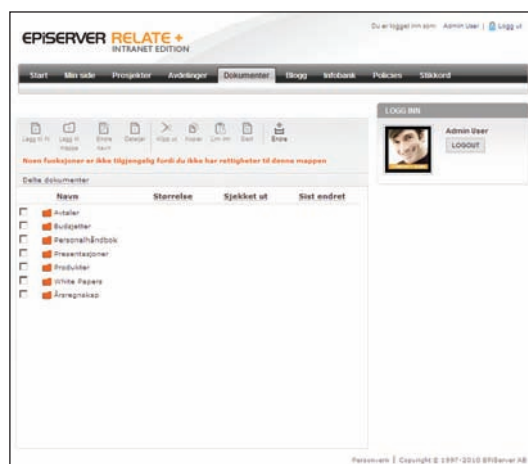 Du er logget inn som: Admin User | Logg ut
EPiSERVER RELATE +
INTRANET EDITION
Start Min side Prosjekter Avdelinger Dokumenter Blogg Infobank Policies Stikkord
LOGG INN
Admin User
LOGOUT
Legg til fil Legg til mappe Endre navn Detaljer Klipp ut Kopier Lim inn Slett Endre
Noen funksjoner er ikke tilgjengelig fordi du ikke har rettigheter til denne mappen
Delte dokumenter
Navn Størrelse Sjekket ut Sist endret
Avtaler
Budsjetter
Personalhåndbok
Presentasjoner
Produkter
White Papers
Årsregnskap
Personvern | Copyright © 1997-2010 EPiServer AB